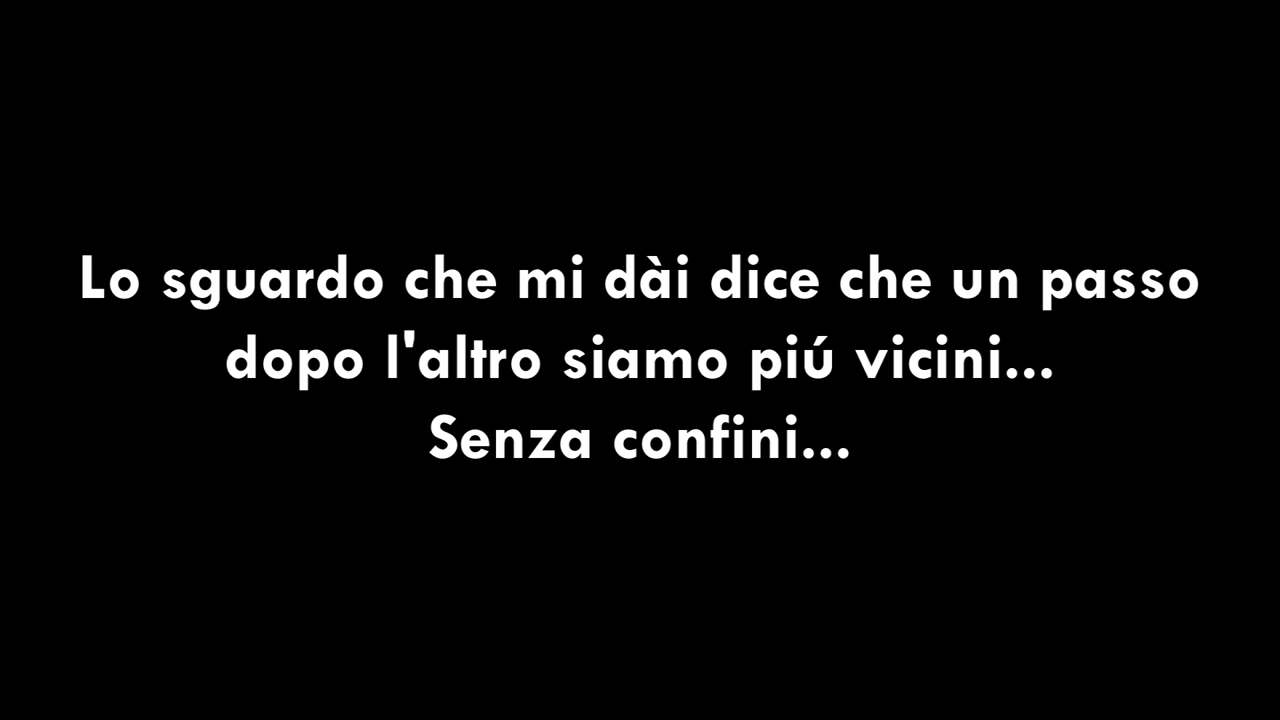 Lo sguardo che mi dài dice che un passo
dopo l'altro siamo piú vicini...
Senza confini...